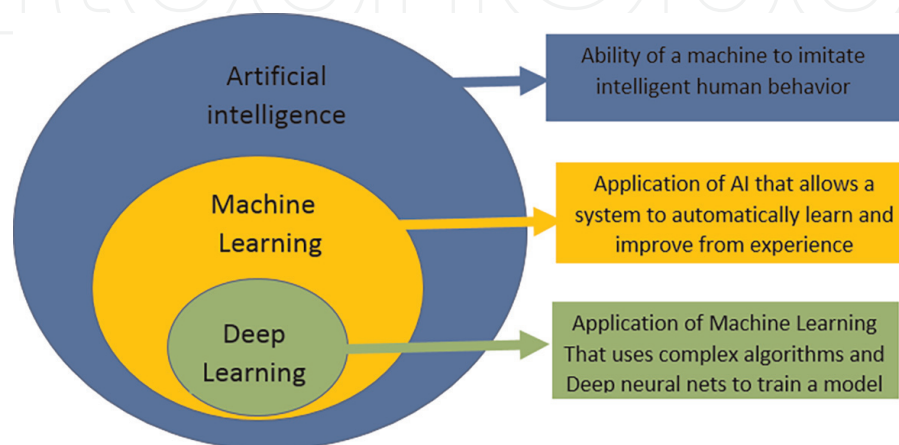 Artificial
intelligence
Ability of a machine to imitate
intelligent human behavior
Machine
Learning
Application of AI that allows a
system to automatically learn and
improve from experience
Deep
Learning
Application of Machine Learning
That uses complex algorithms and
Deep neural nets to train a model